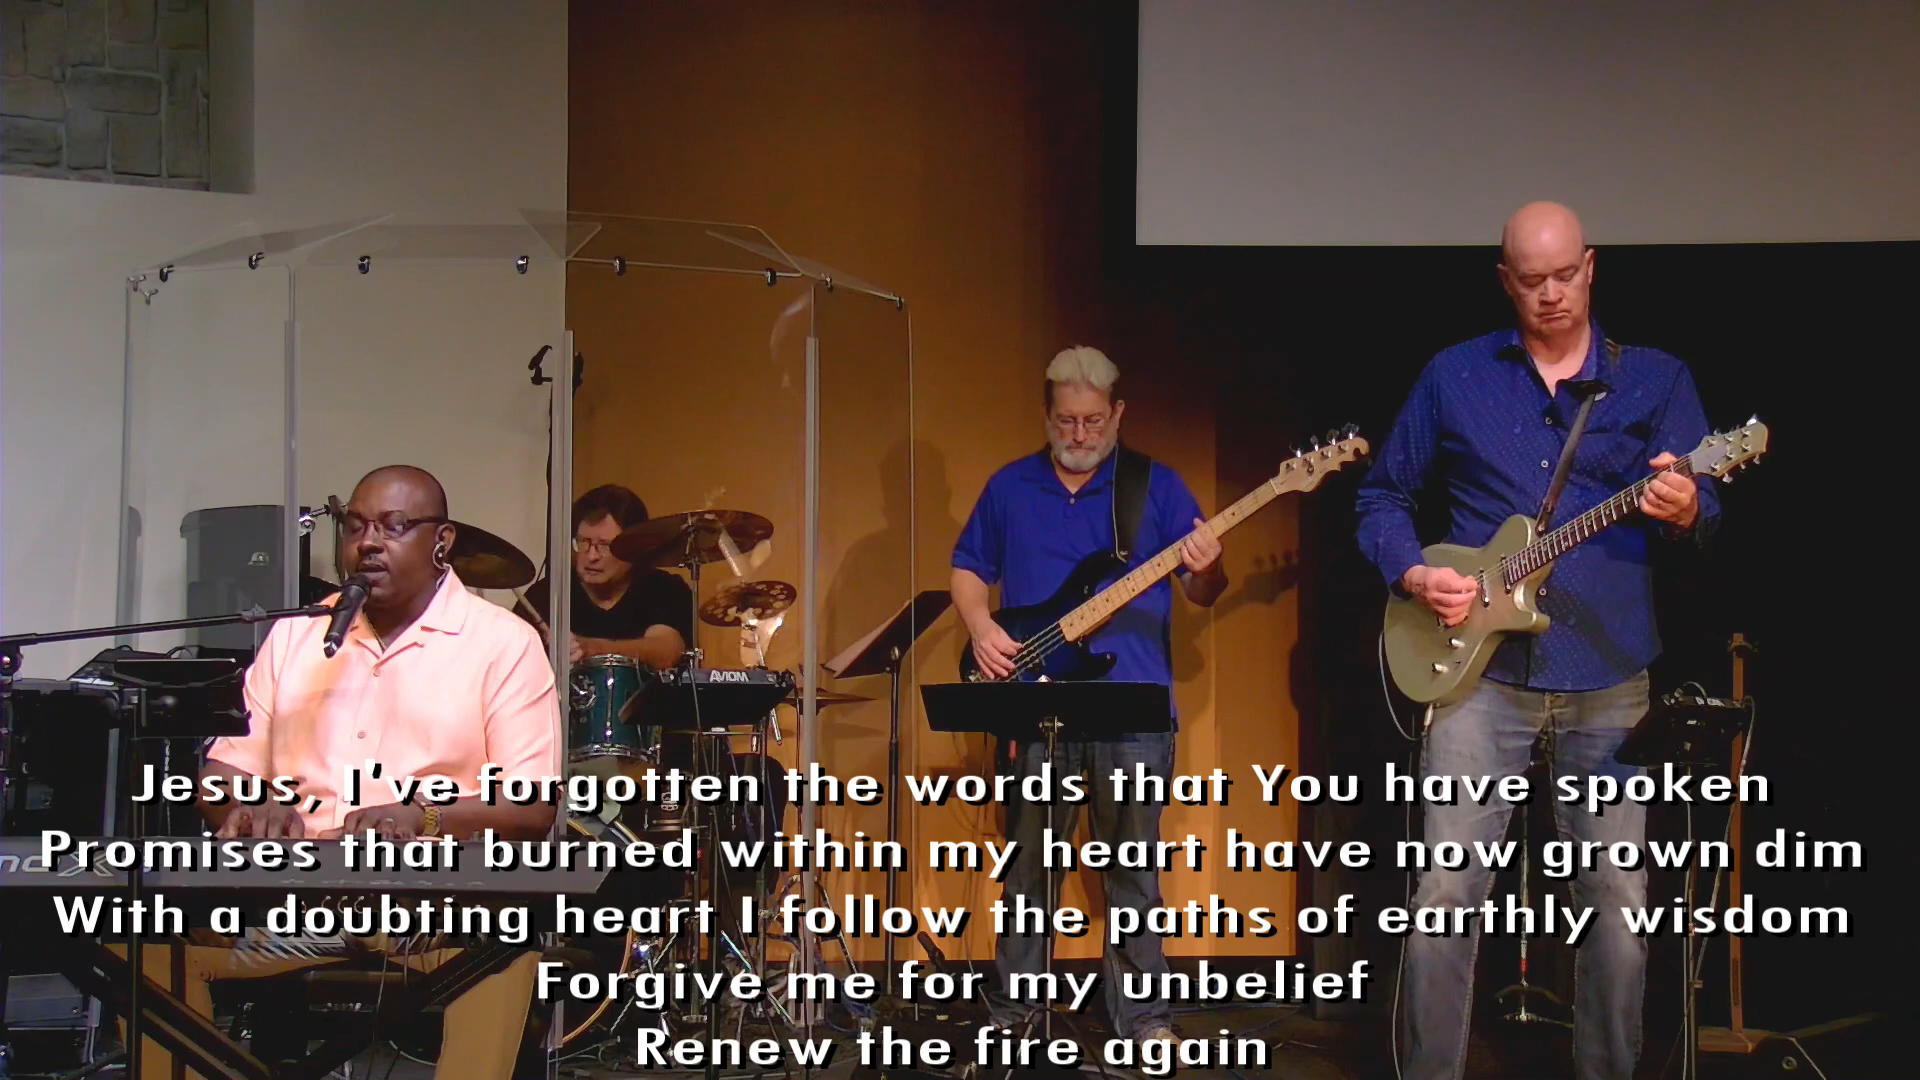 AVIOM
Jesus, I've forgotten the words that You have spoken
Promises that burned within my heart have now grown dim
With a doubting heart I follow the paths of earthly wisdom
Forgive me for my unbelief
Renew the fire again